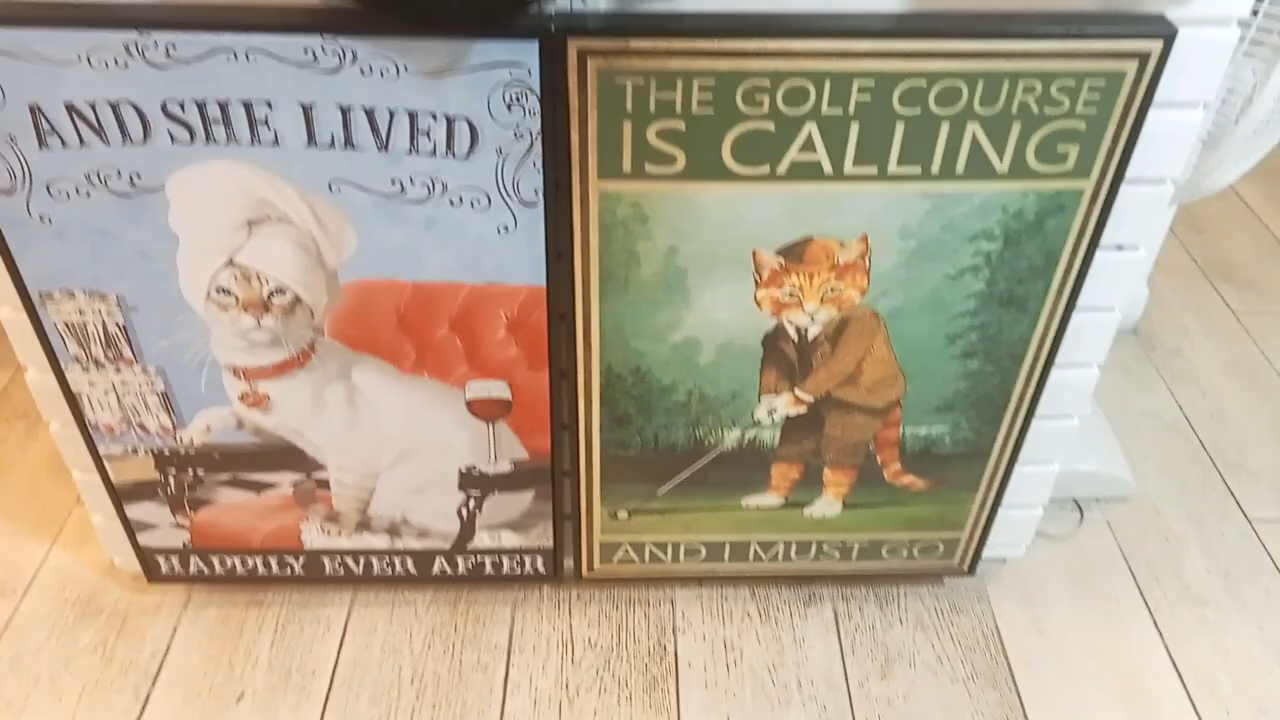 AND SHE LIVED
HAPPILY EVER AFTER
THE GOLF COURSE
IS CALLING
AND I MUST GO